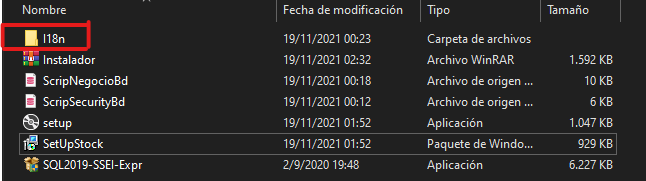 Nombre Fecha de modificación Tipo Tamaño
I18n 19/11/2021 00:23 Carpeta de archivos
Instalador 19/11/2021 02:32 Archivo WinRAR 1.592 KB
ScripNegocioBd 19/11/2021 00:18 Archivo de origen ... 10 KB
ScripSecurityBd 19/11/2021 00:12 Archivo de origen ... 6 KB
setup 19/11/2021 01:52 Aplicación 1.047 KB
SetUpStock 19/11/2021 01:52 Paquete de Windo... 929 KB
SQL2019-SSEI-Expr 2/9/2020 19:48 Aplicación 6.227 KB